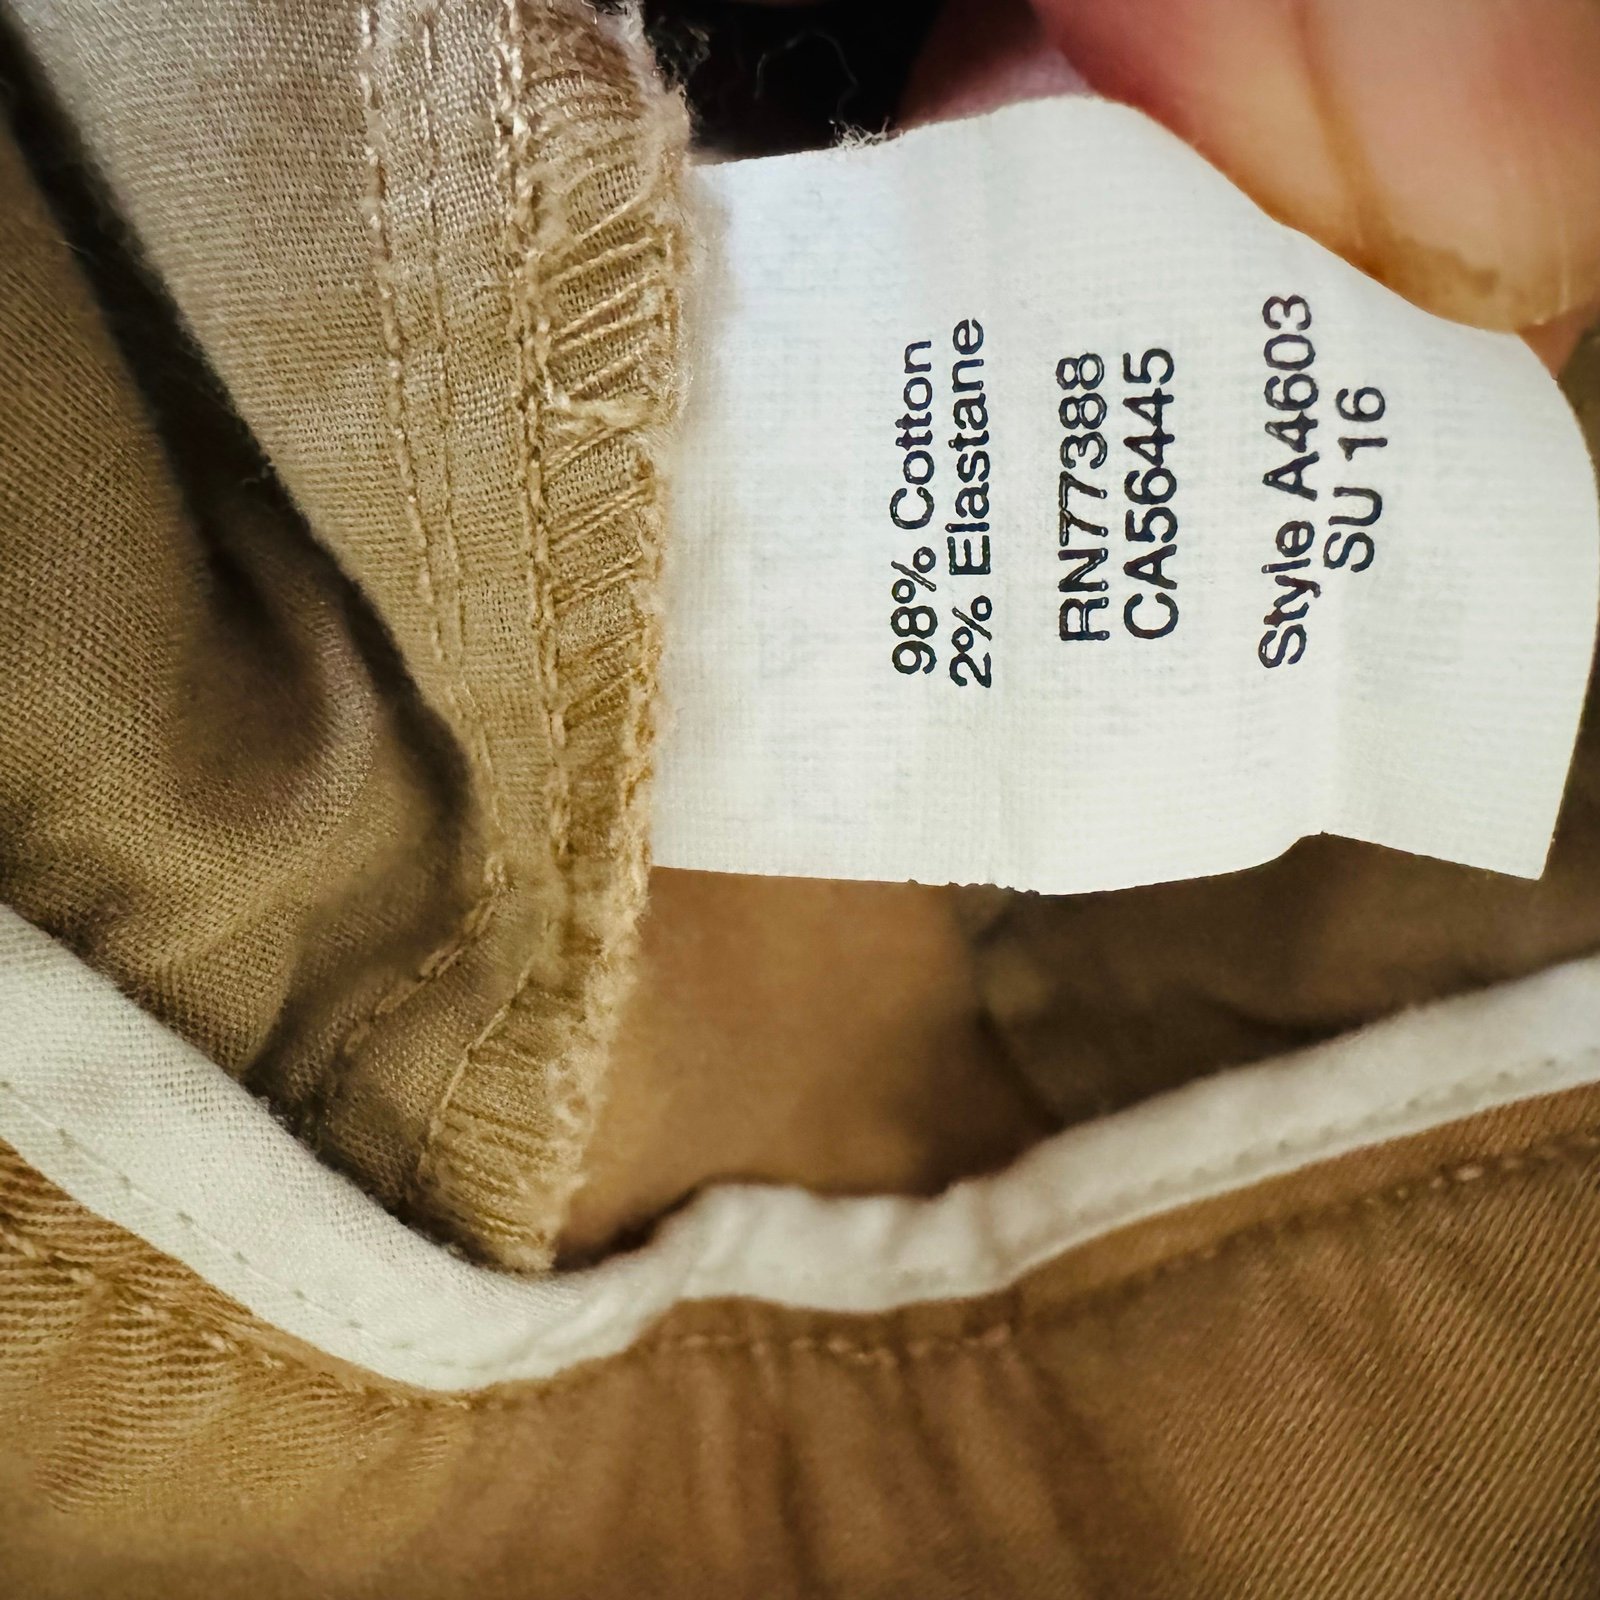 98% Cotton
2% Elastane
RN77388
CA56445
Style A4603
SU 16